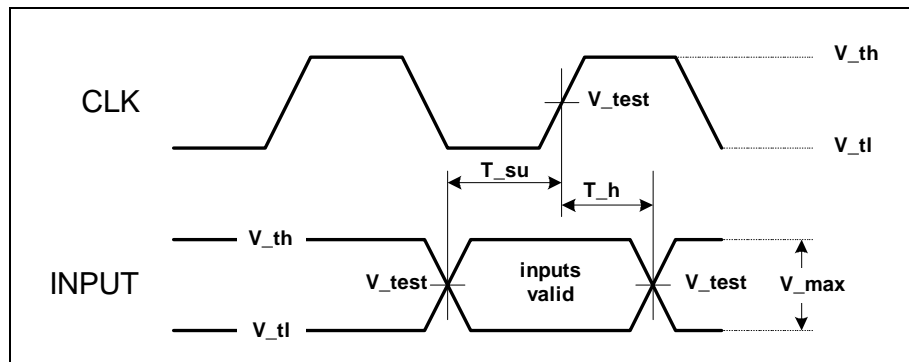 V_th
CLK
V_test
V_tl
T_su
T_h
V_th
INPUT
V_test
inputs
valid
V_test
V_max
V_tl